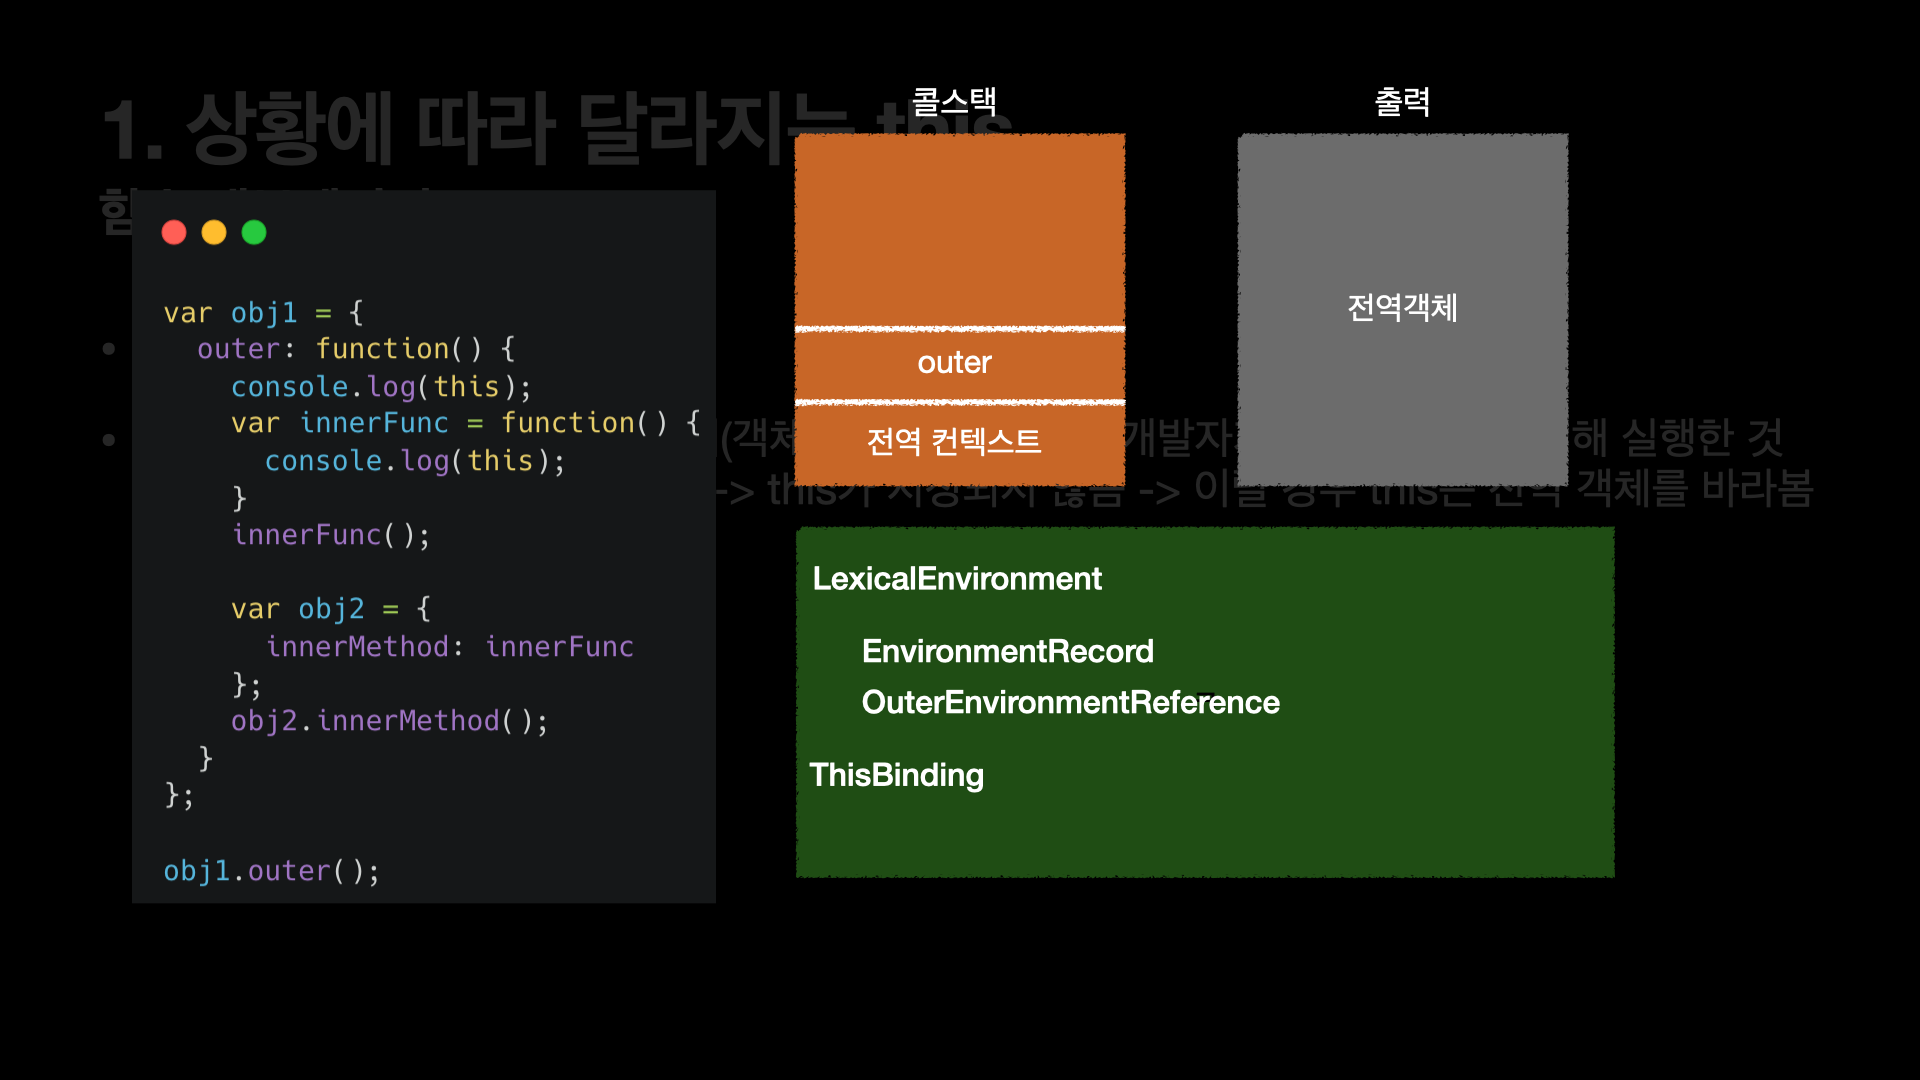 1. 상황에 따라 달라지는 this
var obj1 = {
outer: function() {
console.log(this);
var innerFunc = function() {
console.log(this);
}
innerFunc();
var obj2 = {
innerMethod: innerFunc
};
obj2.innerMethod();
}
};
obj1.outer();
콜스택
outer
전역 컨텍스트
출력
전역객체
개발자
해 실행한 것
-> this가 지정되지 않음 -> 이럴 경우 this는 전역 객체를 바라봄
LexicalEnvironment
EnvironmentRecord
OuterEnvironmentReference
ThisBinding